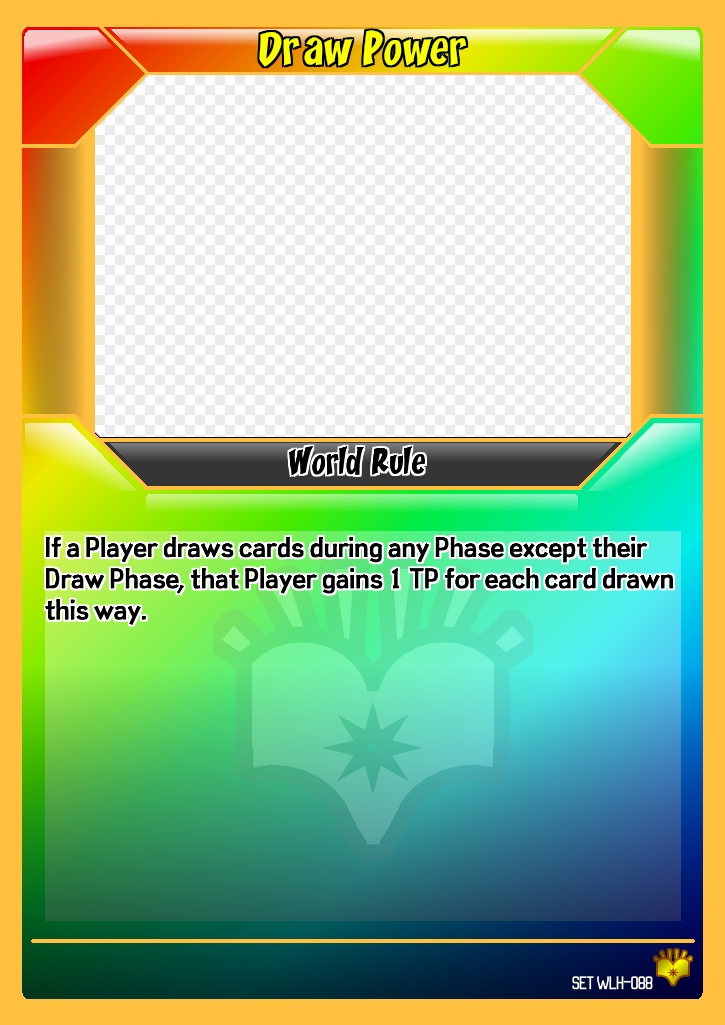 Draw Power
World Rule
If a Player draws cards during any Phase except their
Draw Phase, that Player gains 1 TP for each card drawn
this way.
SET WLH-088